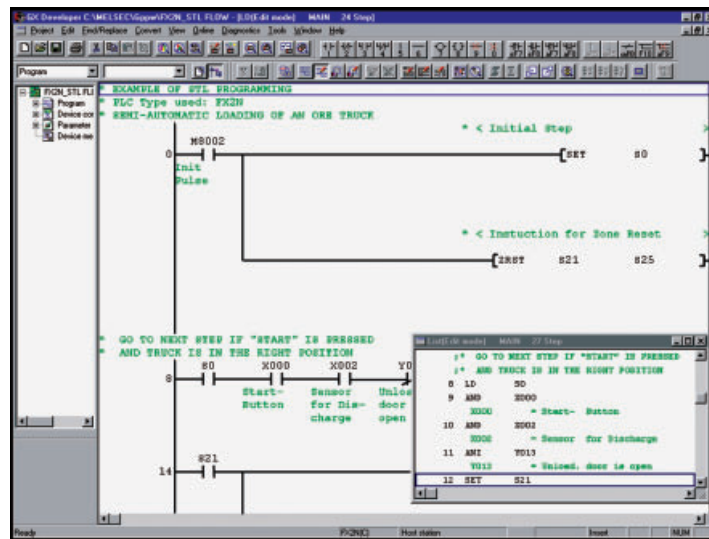 GX Developer C:\MELSEC\Gppw\FX2N_STL FLOW - [LD(Edit mode) MAIN 24 Step]
Project Edit Find/Replace Convert View Online Diagnostics Tools Window Help
Program
FX2N_STL FL
Program
Device com
Parameter
Device me
* EXAMPLE OF STL PROGRAMMING
* PLC Type used: FX2N
* SEMI-AUTOMATIC LOADING OF AN ORE TRUCK
* < Initial Step >
M8002
0 SET S0
Init
Pulse
* < Instuction for Zone Reset >
ZRST S21 S25
* GO TO NEXT STEP IF "START" IS PRESSED
* AND TRUCK IS IN THE RIGHT POSITION
S0 X000 X002 Y0
8
Start- Sensor Unloa
Button for Dis- door
charge open
S21
14
List(Edit mode) MAIN 27 Step
;* GO TO NEXT STEP IF "START" IS PRESSED
;* AND TRUCK IS IN THE RIGHT POSITION
8 LD S0
9 AND X000
X000 = Start- Button
10 AND X002
X002 = Sensor for Discharge
11 ANI Y013
Y013 = Unload. door is open
12 SET S21
Ready FX2N(C) Host station Insert NUM